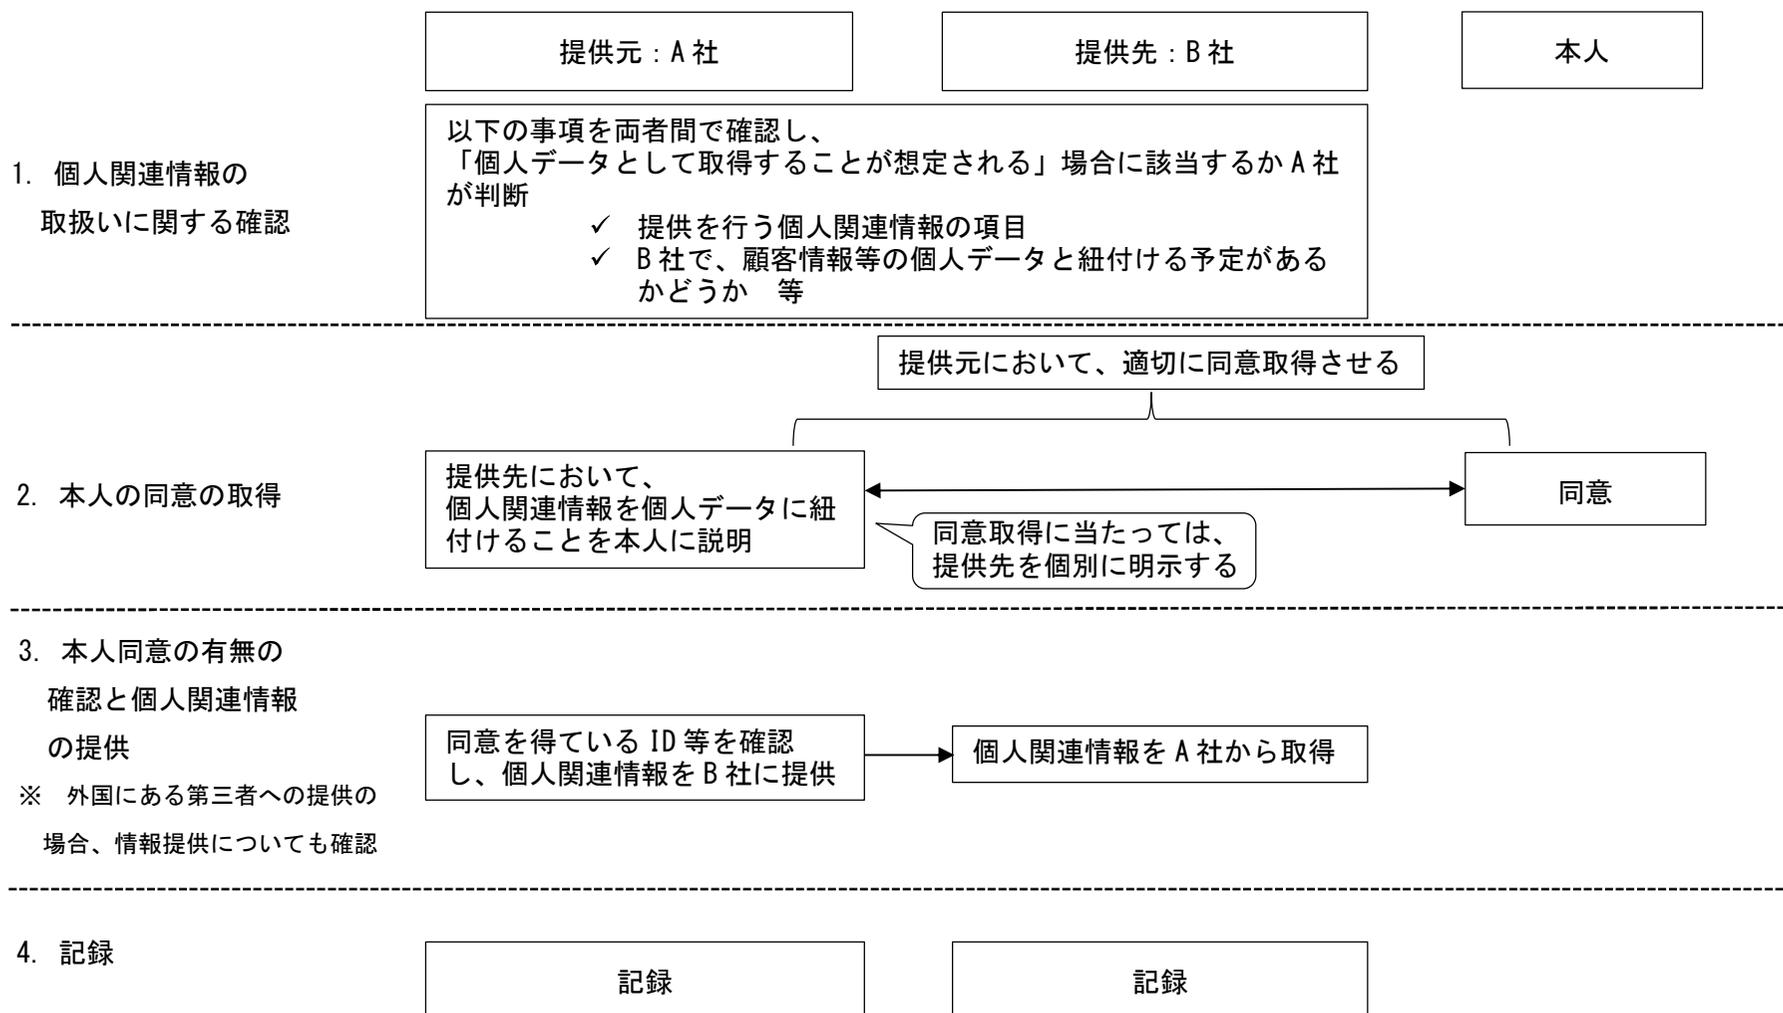 提供元：A社
提供先：B社
本人
1. 個人関連情報の
取扱いに関する確認
以下の事項を両者間で確認し、
「個人データとして取得することが想定される」場合に該当するかA社
が判断
✓ 提供を行う個人関連情報の項目
✓ B社で、顧客情報等の個人データと紐付ける予定がある
かどうか　等
提供元において、適切に同意取得させる
2. 本人の同意の取得
提供先において、
個人関連情報を個人データに紐
付けることを本人に説明
同意
同意取得に当たっては、
提供先を個別に明示する
3. 本人同意の有無の
確認と個人関連情報
の提供
※　外国にある第三者への提供の
場合、情報提供についても確認
同意を得ているID等を確認
し、個人関連情報をB社に提供
個人関連情報をA社から取得
4. 記録
記録
記録